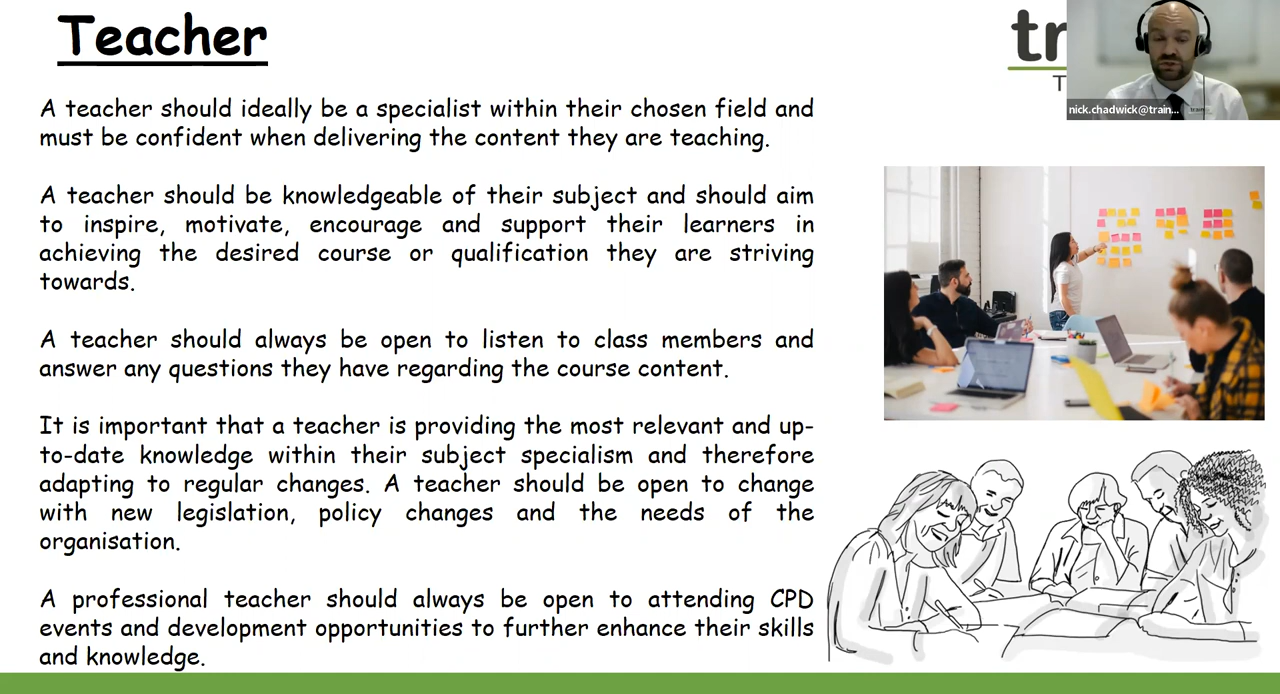 Teacher
A teacher should ideally be a specialist within their chosen field and
must be confident when delivering the content they are teaching.
A teacher should be knowledgeable of their subject and should aim
to inspire, motivate, encourage and support their learners in
achieving the desired course or qualification they are striving
towards.
A teacher should always be open to listen to class members and
answer any questions they have regarding the course content.
It is important that a teacher is providing the most relevant and up-
to-date knowledge within their subject specialism and therefore
adapting to regular changes. A teacher should be open to change
with new legislation, policy changes and the needs of the
organisation.
A professional teacher should always be open to attending CPD
events and development opportunities to further enhance their skills
and knowledge.
tr
T
nick.chadwick@train...